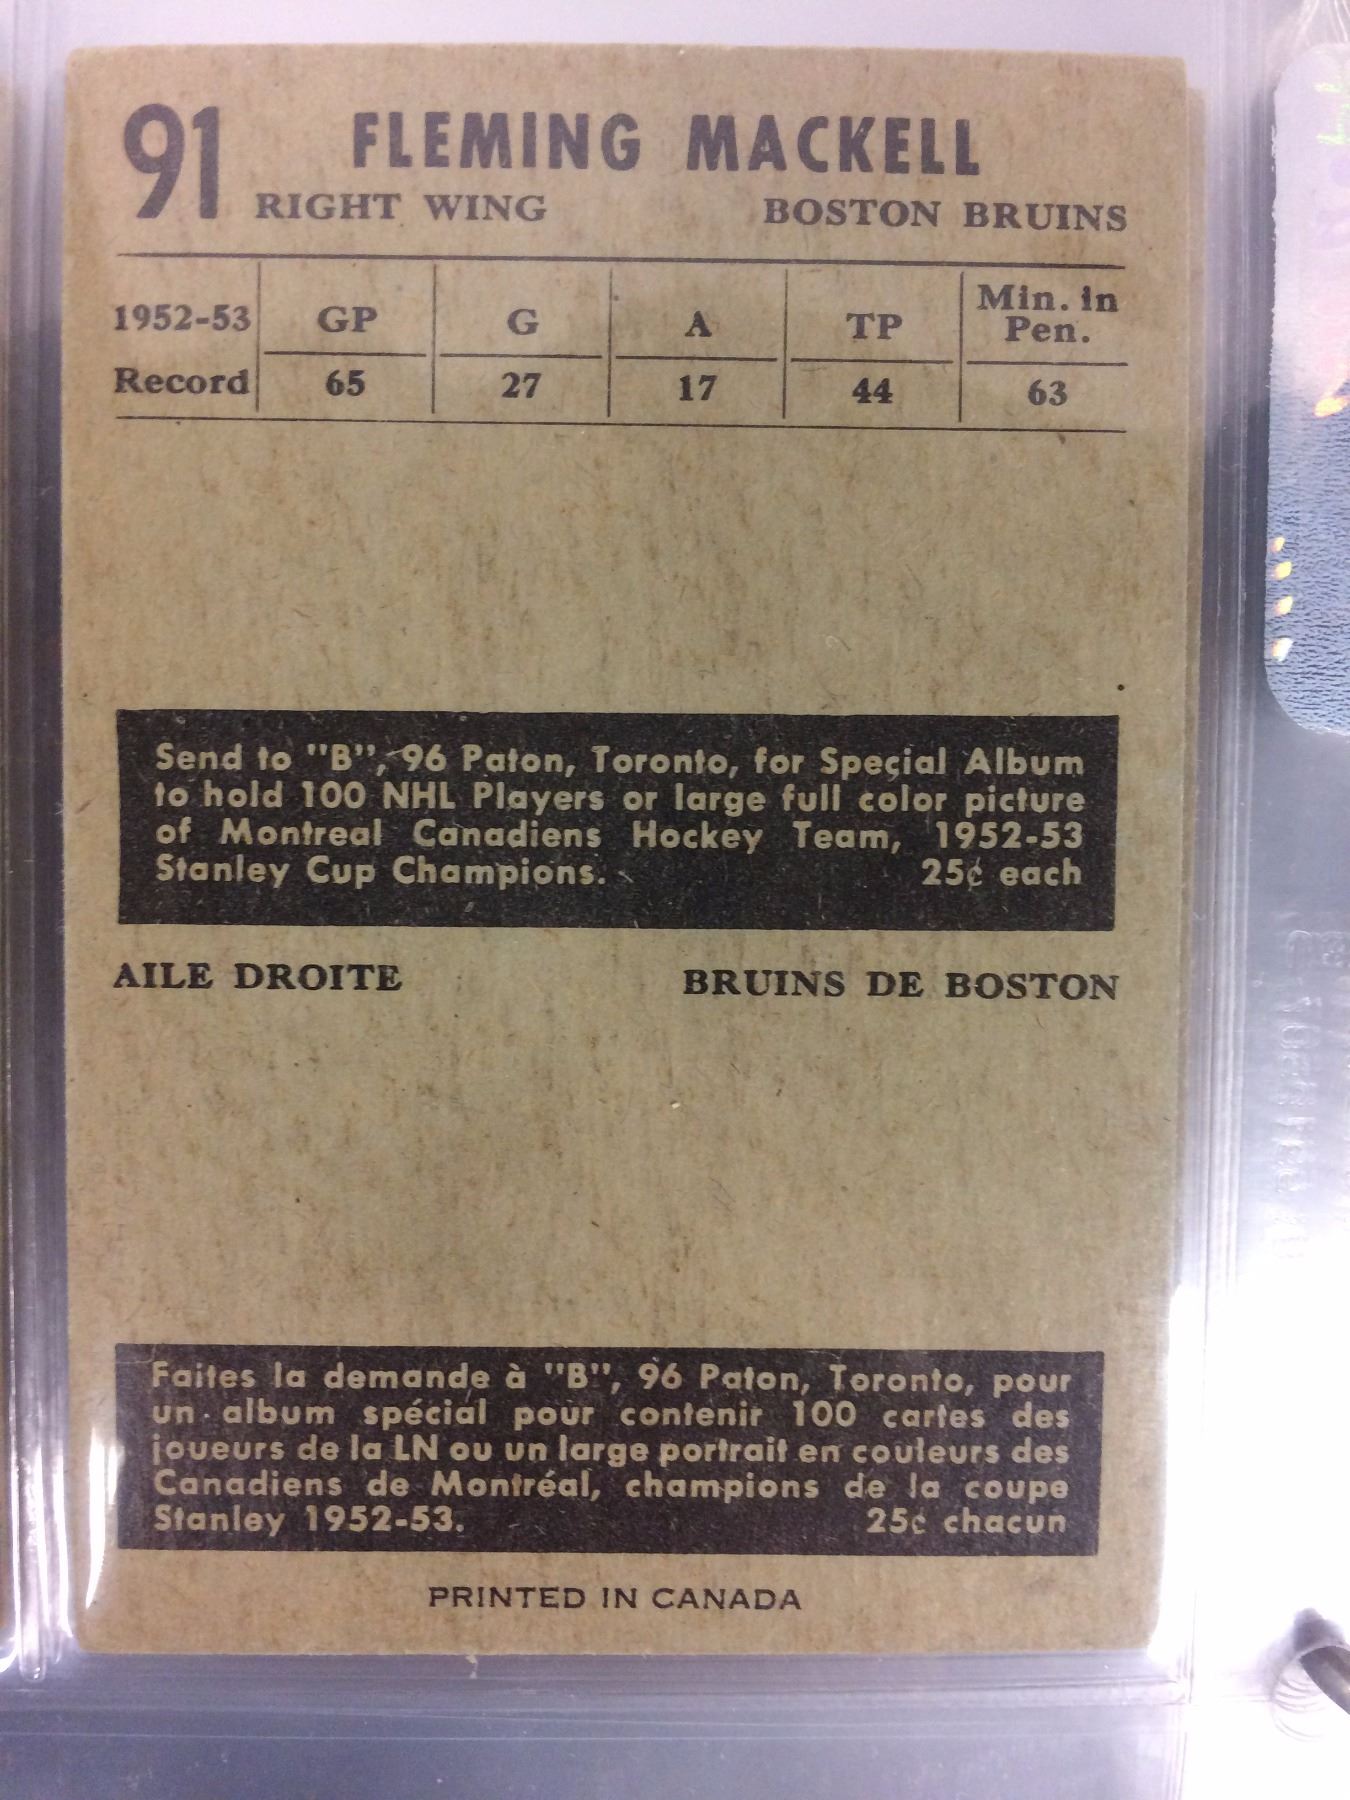 91 FLEMING MACKELL
RIGHT WING BOSTON BRUINS
1952-53 GP G A TP Min. in Pen.
Record 65 27 17 44 63
Send to "B", 96 Paton, Toronto, for Special Album
to hold 100 NHL Players or large full color picture
of Montreal Canadiens Hockey Team, 1952-53
Stanley Cup Champions. 25¢ each
AILE DROITE BRUINS DE BOSTON
Faites la demande à "B", 96 Paton, Toronto, pour
un album spécial pour contenir 100 cartes des
joueurs de la LN ou un large portrait en couleurs des
Canadiens de Montréal, champions de la coupe
Stanley 1952-53. 25¢ chacun
PRINTED IN CANADA